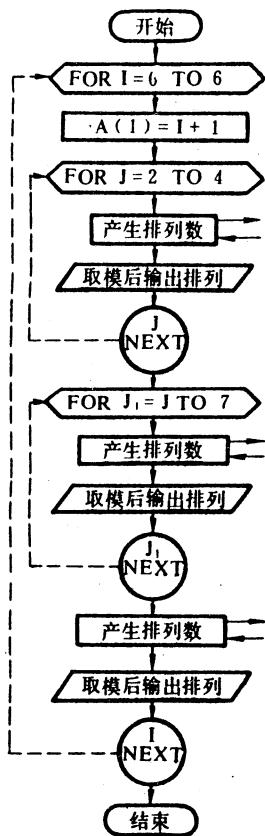 开始
FOR I=6 TO 6
A(1)=I+1
FOR J=2 TO 4
产生排列数
取模后输出排列
J
NEXT
FOR J₁=J TO 7
产生排列数
取模后输出排列
J₁
NEXT
产生排列数
取模后输出排列
I
NEXT
结束